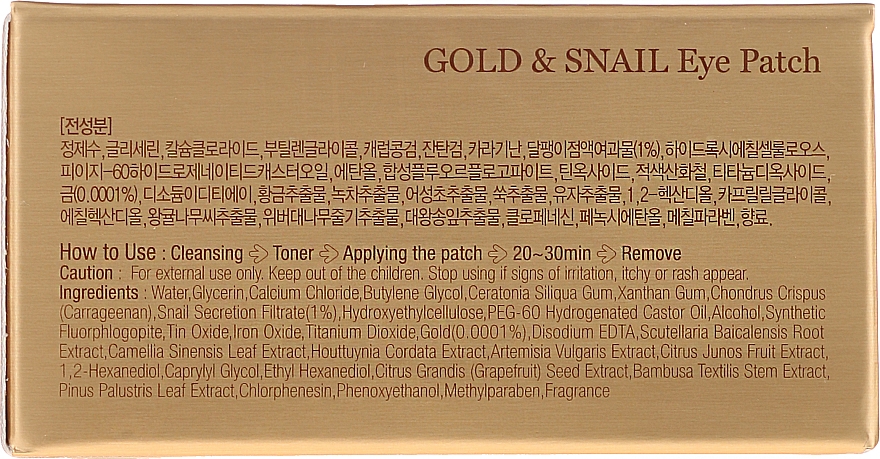 GOLD & SNAIL Eye Patch
[전성분]
정제수,글리세린,칼슘클로라이드,부틸렌글라이콜,캐럽콩검,잔탄검,카라기난,달팽이점액여과물(1%),하이드록시에칠셀룰로오스,
피이지-60하이드로제네이티드캐스터오일,에탄올,합성플루오르플로고파이트,틴옥사이드,적색산화철,티타늄디옥사이드,
금(0.0001%),디소듐이디티에이,황금추출물,녹차추출물,어성초추출물,쑥추출물,유자추출물,1,2-헥산디올,카프릴릴글라이콜,
에칠헥산디올,왕귤나무씨추출물,위버대나무줄기추출물,대왕송잎추출물,클로페네신,페녹시에탄올,메칠파라벤,향료.
How to Use : Cleansing ➩ Toner ➩ Applying the patch ➩ 20~30min ➩ Remove
Caution : For external use only. Keep out of the children. Stop using if signs of irritation, itchy or rash appear.
Ingredients : Water,Glycerin,Calcium Chloride,Butylene Glycol,Ceratonia Siliqua Gum,Xanthan Gum,Chondrus Crispus
(Carrageenan),Snail Secretion Filtrate(1%),Hydroxyethylcellulose,PEG-60 Hydrogenated Castor Oil,Alcohol,Synthetic
Fluorphlogopite,Tin Oxide,Iron Oxide,Titanium Dioxide,Gold(0.0001%),Disodium EDTA,Scutellaria Baicalensis Root
Extract,Camellia Sinensis Leaf Extract,Houttuynia Cordata Extract,Artemisia Vulgaris Extract,Citrus Junos Fruit Extract,
1,2-Hexanediol,Caprylyl Glycol,Ethyl Hexanediol,Citrus Grandis (Grapefruit) Seed Extract,Bambusa Textilis Stem Extract,
Pinus Palustris Leaf Extract,Chlorphenesin,Phenoxyethanol,Methylparaben,Fragrance